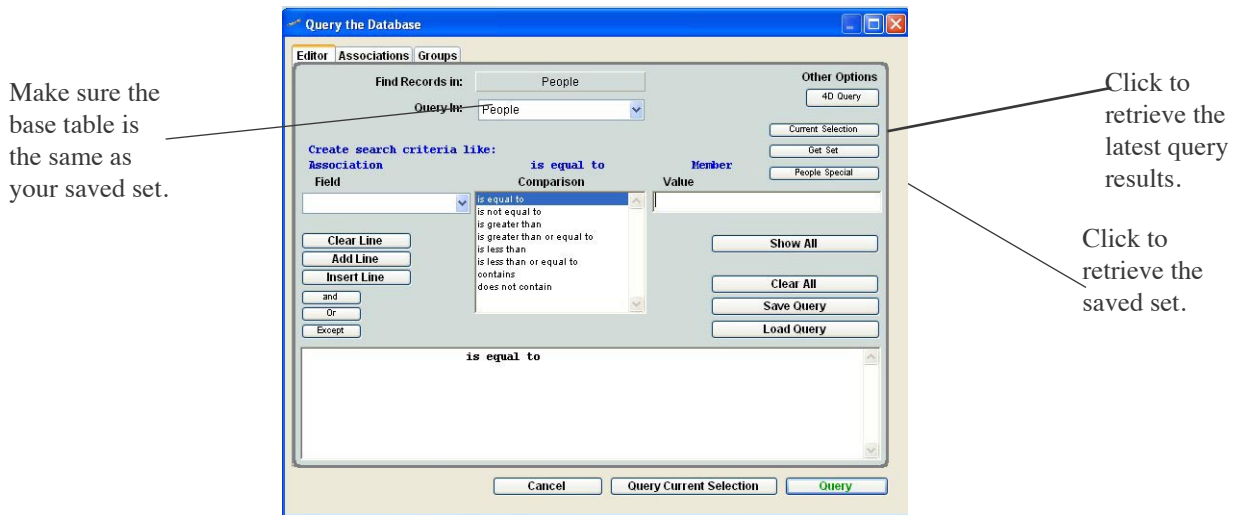 Query the Database
Editor Associations Groups
Make sure the
base table is
the same as
your saved set.
Find Records in: People
Query In: People
Other Options
4D Query
Current Selection
Get Set
People Special
Click to
retrieve the
latest query
results.
Click to
retrieve the
saved set.
Create search criteria like:
Association is equal to Member
Field Comparison Value
is equal to
is not equal to
is greater than
is greater than or equal to
is less than
is less than or equal to
contains
does not contain
Clear Line
Add Line
Insert Line
and
Or
Except
Show All
Clear All
Save Query
Load Query
is equal to
Cancel Query Current Selection Query